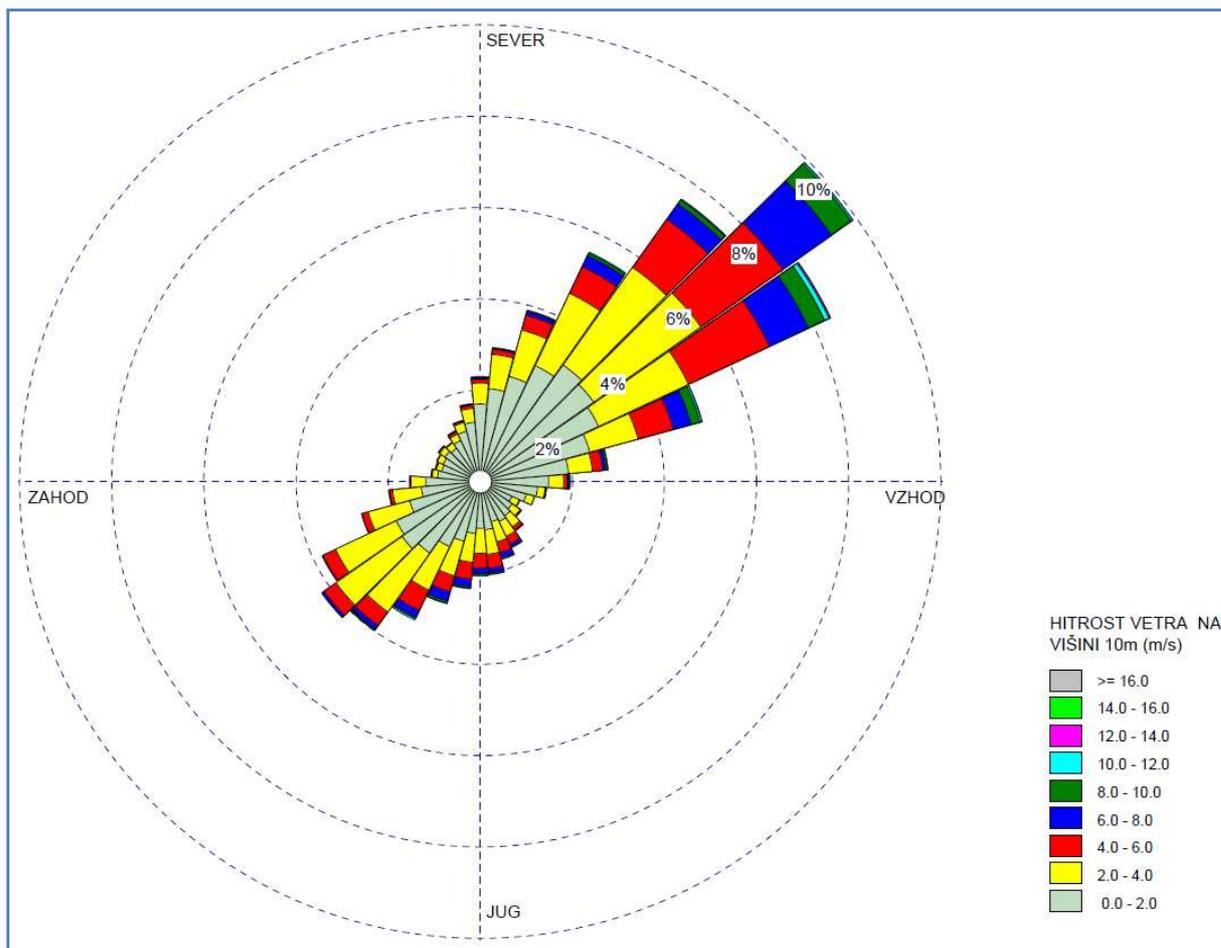 SEVER
10%
8%
6%
4%
2%
ZAHOD
VZHOD
JUG
HITROST VETRA NA
VIŠINI 10m (m/s)
>= 16.0
14.0 - 16.0
12.0 - 14.0
10.0 - 12.0
8.0 - 10.0
6.0 - 8.0
4.0 - 6.0
2.0 - 4.0
0.0 - 2.0